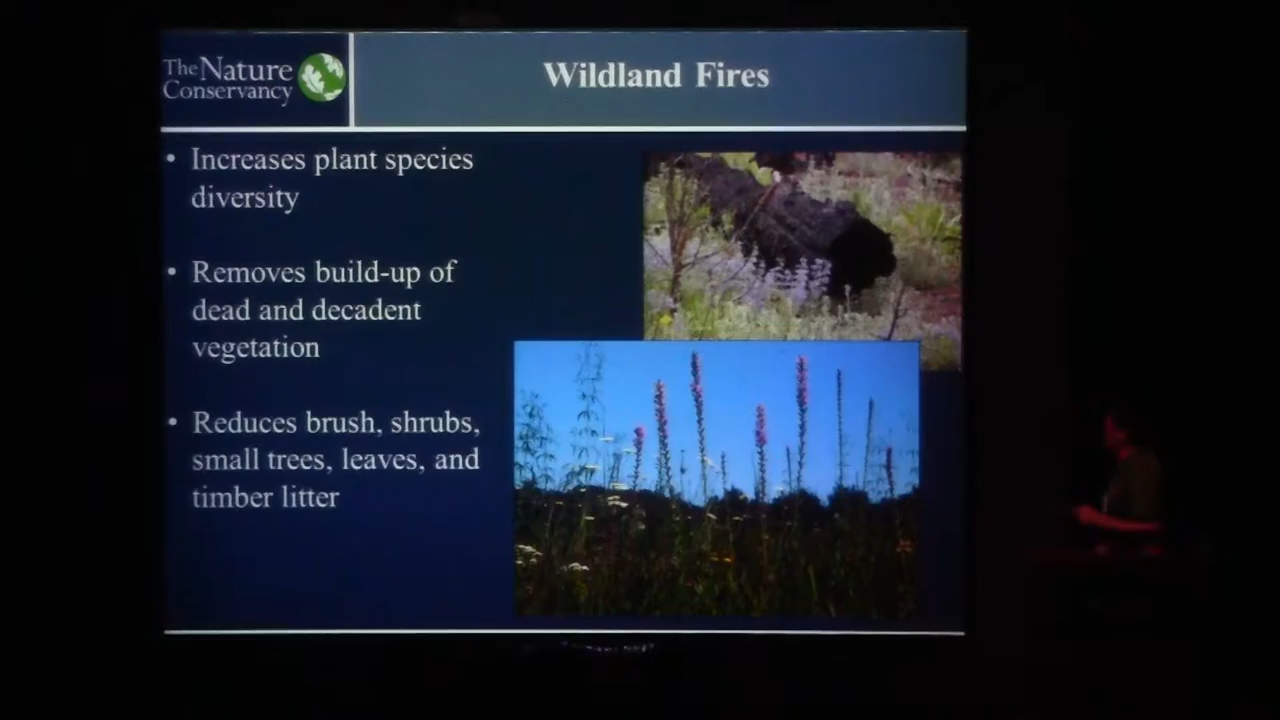 The Nature
Conservancy
Wildland Fires
• Increases plant species
diversity
• Removes build-up of
dead and decadent
vegetation
• Reduces brush, shrubs,
small trees, leaves, and
timber litter